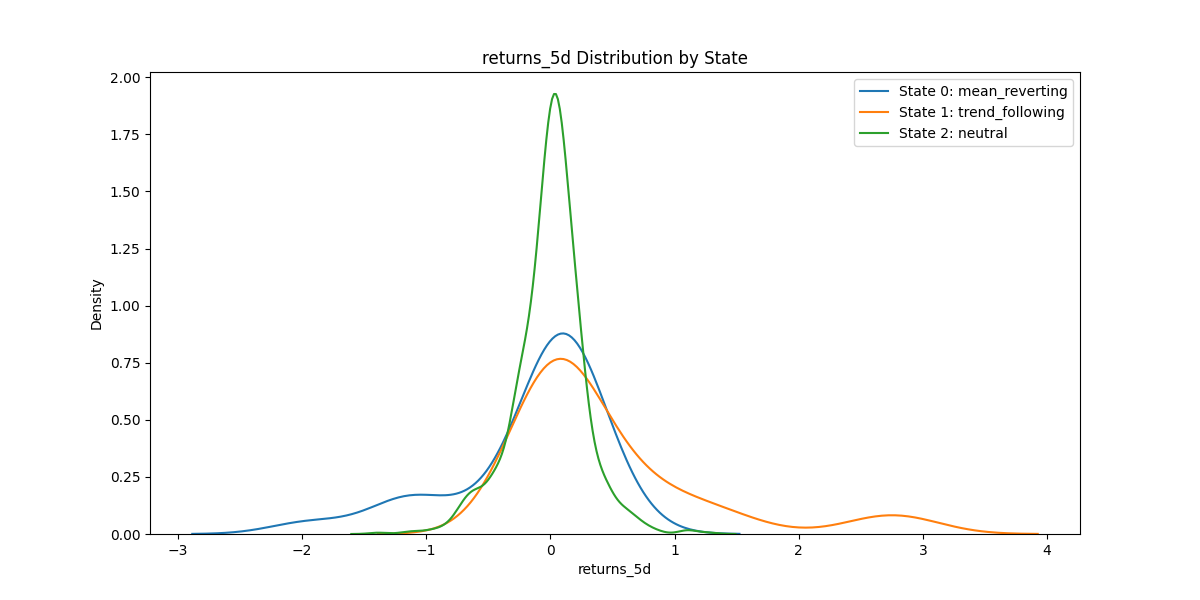 returns_5d Distribution by State
State 0: mean_reverting
State 1: trend_following
State 2: neutral
Density
2.00
1.75
1.50
1.25
1.00
0.75
0.50
0.25
0.00
−3
−2
−1
0
1
2
3
4
returns_5d